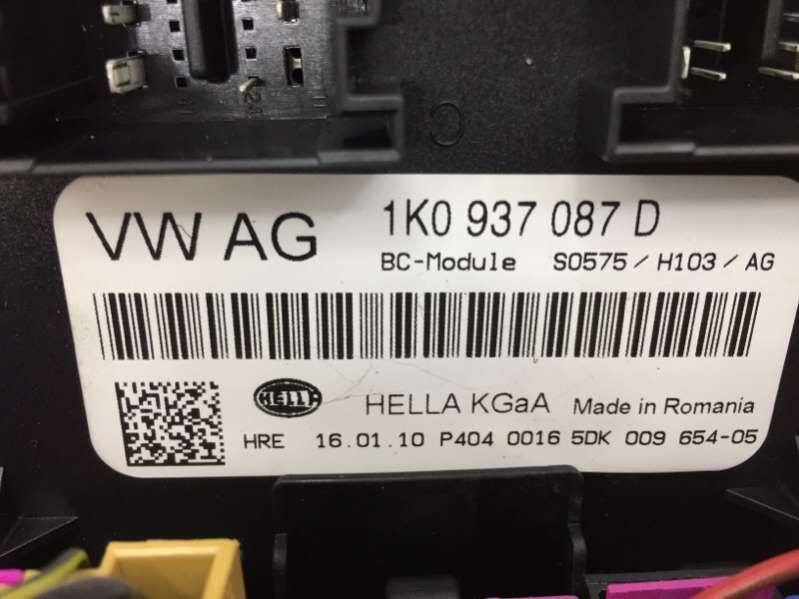 C
VW AG
1K0 937 087 D
BC-Module S0575/H103/AG
HELLA
HELLA KGaA Made in Romania
HRE 16.01.10 P404 0016 5DK 009 654-05